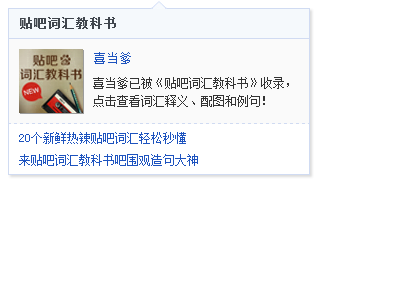 贴吧词汇教科书
贴吧
词汇教科书
NEW
喜当爹
喜当爹已被《贴吧词汇教科书》收录，
点击查看词汇释义、配图和例句！
20个新鲜热辣贴吧词汇轻松秒懂
来贴吧词汇教科书吧围观造句大神